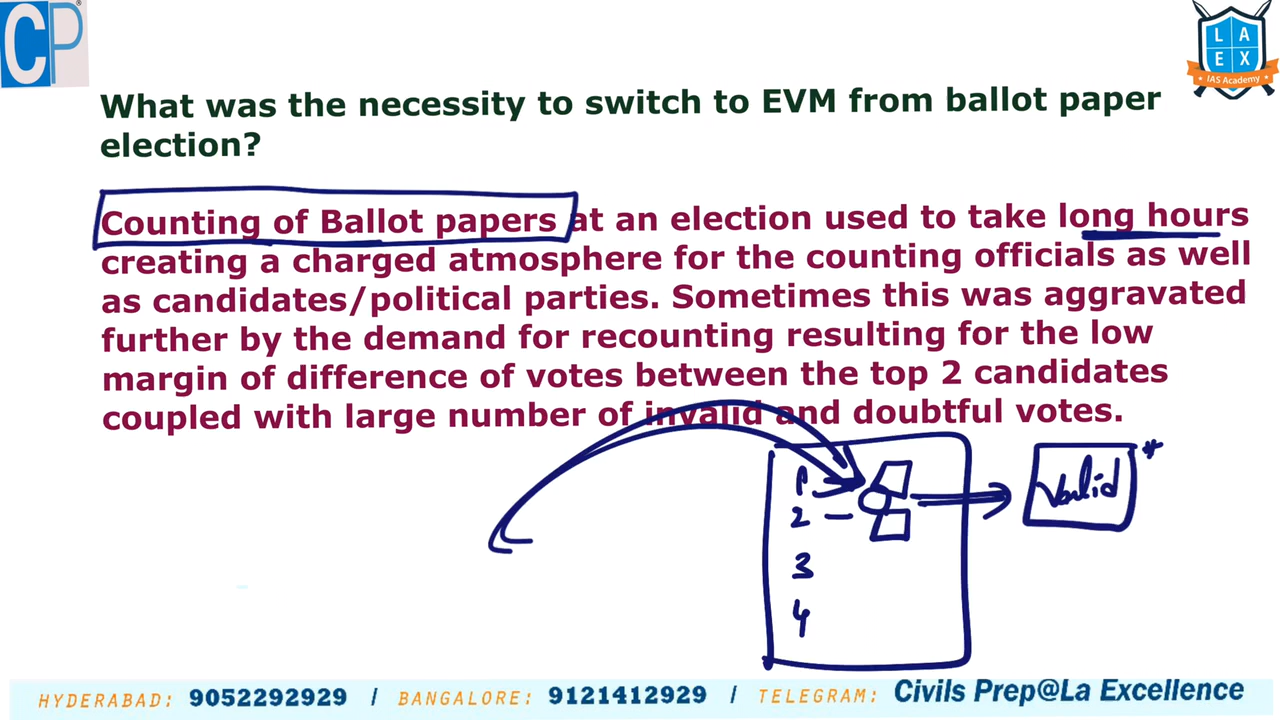 CP®
L A
E X
IAS Academy
What was the necessity to switch to EVM from ballot paper
election?
Counting of Ballot papers at an election used to take long hours
creating a charged atmosphere for the counting officials as well
as candidates/political parties. Sometimes this was aggravated
further by the demand for recounting resulting for the low
margin of difference of votes between the top 2 candidates
coupled with large number of invalid and doubtful votes.
1
2
3
4
Valid *
HYDERABAD: 9052292929 / BANGALORE: 9121412929 / TELEGRAM: Civils Prep@La Excellence